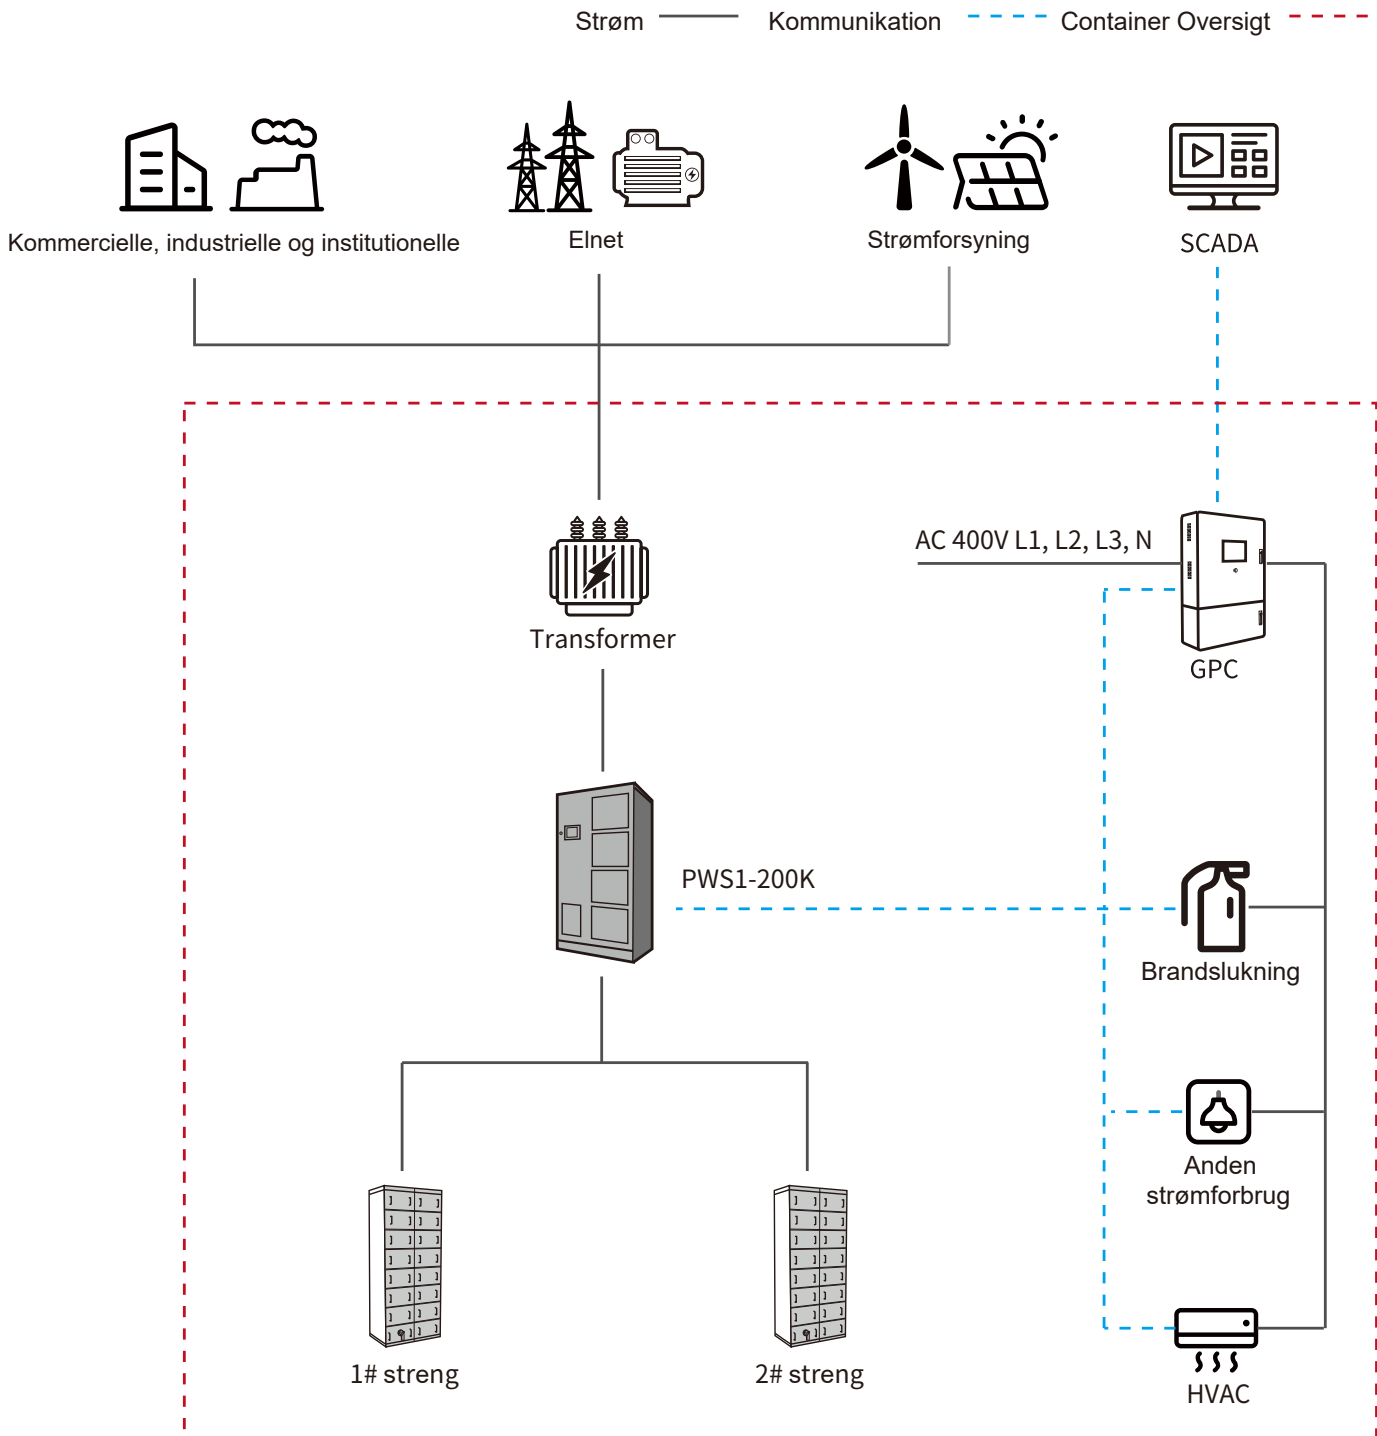 Strøm
Kommunikation
Container Oversigt
Kommercielle, industrielle og institutionelle
Elnet
Strømforsyning
SCADA
AC 400V L1, L2, L3, N
Transformer
GPC
PWS1-200K
Brandslukning
Anden
strømforbrug
1# streng
2# streng
HVAC